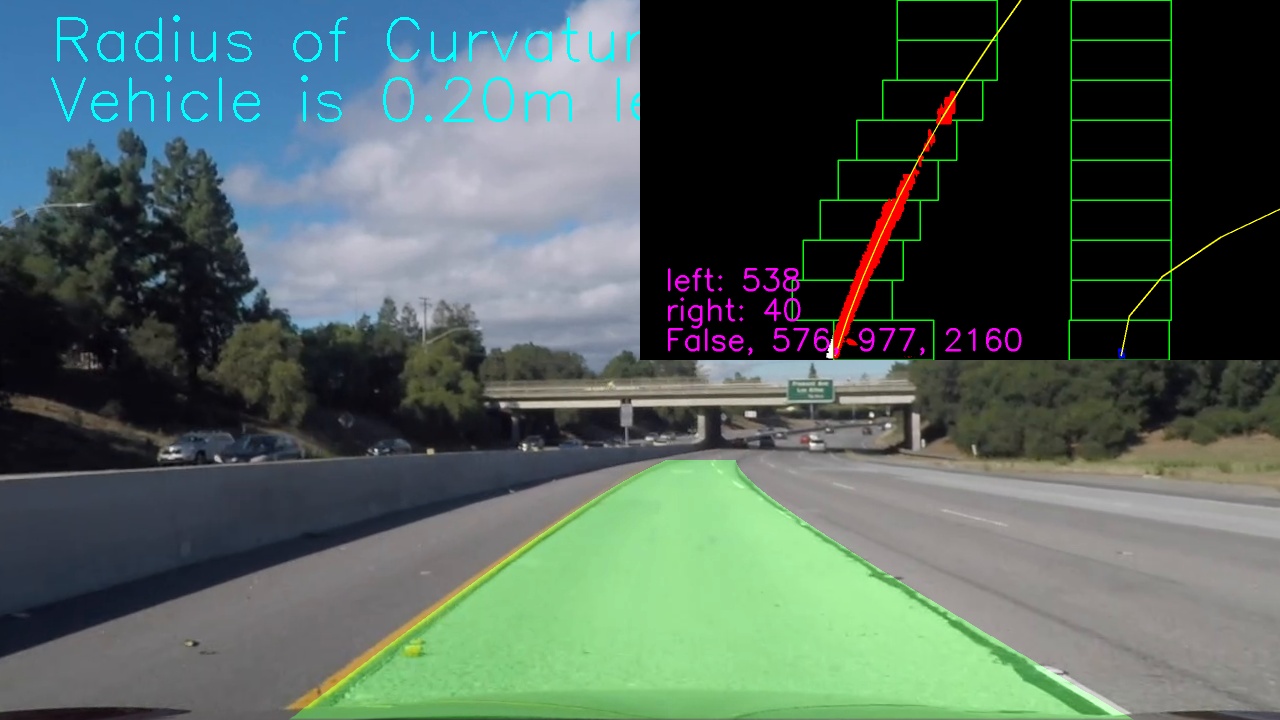 Radius of Curvatur
Vehicle is 0.20m le
left: 538
right: 40
False, 576, 977, 2160